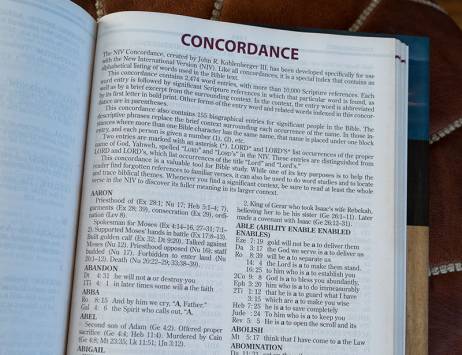 CONCORDANCE
The NIV Concordance, created by John R. Kohlenberger III, has been developed specifically for use
with the New International Version (NIV). Like all concordances, it is a special index that contains an
alphabetical listing of words used in the Bible text.
This concordance contains 2,474 word entries, with more than 10,000 Scripture references. Each
word entry is followed by significant Scripture references in which that particular word is found, as
well as by a brief excerpt from the surrounding context. In the context, the entry word is abbreviated
by its first letter in bold print. Other forms of the entry word and related words indexed in this concor-
dance are in parentheses.
This concordance also contains 155 biographical entries for significant people in the Bible. The
descriptive phrases replace the brief context surrounding each occurrence of the name. In those in-
stances where more than one Bible character has the same name, that name is placed under one block
entry, and each person is given a number (1), (2), etc.
Two entries are marked with an asterisk (*). LORD* and LORD'S* list occurrences of the proper
name of God, Yahweh, spelled "LORD" and "LORD's" in the NIV. These entries are distinguished from
LORD and LORD's, which list occurrences of the title "Lord" and "Lord's."
This concordance is a valuable tool for Bible study. While one of its key purposes is to help the
reader find forgotten references to familiar verses, it can also be used to do word studies and to locate
and trace biblical themes. Whenever you find a significant context, be sure to read at least the whole
verse in the NIV to discover its fuller meaning in its larger context.
AARON
Priesthood of (Ex 28:1; Nu 17; Heb 5:1-4; 7),
garments (Ex 28; 39), consecration (Ex 29), ordi-
nation (Lev 8).
Spokesman for Moses (Ex 4:14-16, 27-31; 7:1-
2). Supported Moses' hands in battle (Ex 17:8-13).
Built golden calf (Ex 32; Dt 9:20). Talked against
Moses (Nu 12). Priesthood opposed (Nu 16); staff
budded (Nu 17). Forbidden to enter land (Nu
20:1-12). Death (Nu 20:22-29; 33:38-39).
ABANDON
Dt 4: 31 he will not a or destroy you
1Ti 4: 1 in later times some will a the faith
ABBA
Ro 8: 15 And by him we cry, "A, Father."
Gal 4: 6 the Spirit who calls out, "A,
ABEL
Second son of Adam (Ge 4:2). Offered proper
sacrifice (Ge 4:4; Heb 11:4). Murdered by Cain
(Ge 4:8; Mt 23:35; Lk 11:51; 1Jn 3:12).
ABIGAIL
2. King of Gerar who took Isaac's wife Rebekah,
believing her to be his sister (Ge 26:1-11). Later
made a covenant with Isaac (Ge 26:12-31).
ABLE (ABILITY ENABLE ENABLED
ENABLES)
Eze 7: 19 gold will not be a to deliver them
Da 3: 17 the God we serve is a to deliver us
Ro 8: 39 will be a to separate us
14: 4 the Lord is a to make them stand.
16: 25 to him who is a to establish you
2Co 9: 8 God is a to bless you abundantly,
Eph 3: 20 him who is a to do immeasurably
2Ti 1: 12 that he is a to guard what I have
3: 15 which are a to make you wise
Heb 7: 25 he is a to save completely
Jude : 24 To him who is a to keep you
Rev 5: 5 He is a to open the scroll and its
ABOLISH
Mt 5: 17 think that I have come to a the Law
ABOMINATION